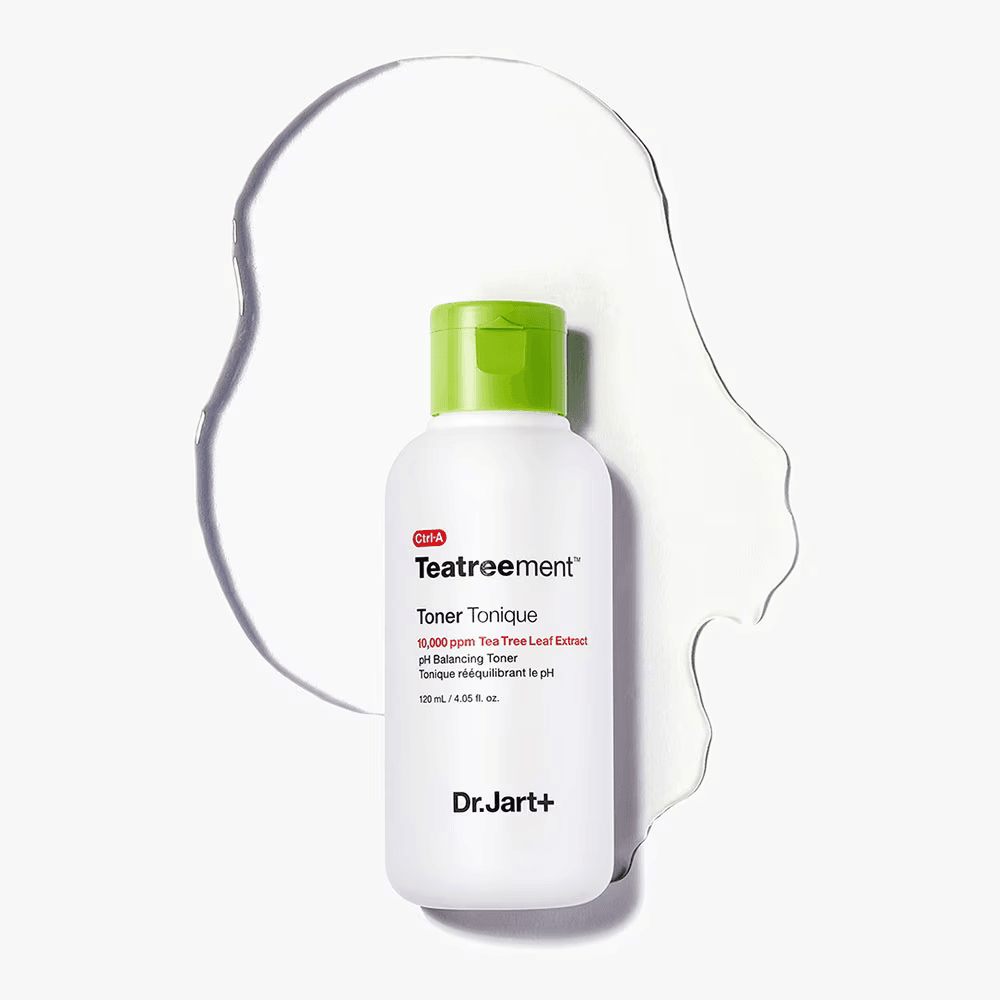 Ctrl-A
Teatreement™
Toner Tonique
10,000 ppm Tea Tree Leaf Extract
pH Balancing Toner
Tonique rééquilibrant le pH
120 mL / 4.05 fl. oz.
Dr.Jart+